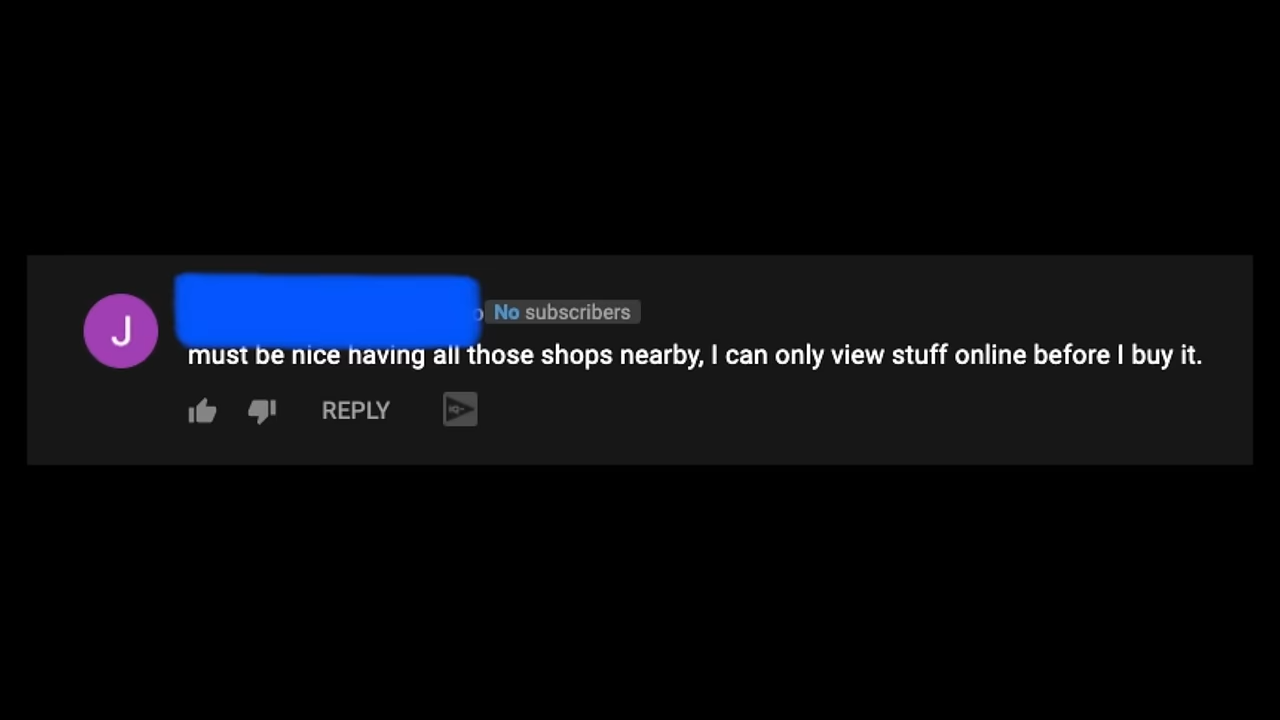 J
No subscribers
must be nice having all those shops nearby, I can only view stuff online before I buy it.
REPLY